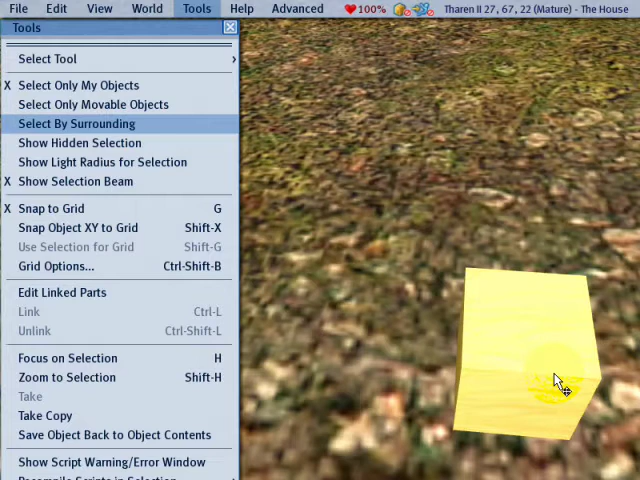 File Edit View World Tools Help Advanced 100% Tharen II 27, 67, 22 (Mature) - The House
Tools
Select Tool ›
X Select Only My Objects
Select Only Movable Objects
Select By Surrounding
Show Hidden Selection
Show Light Radius for Selection
X Show Selection Beam
X Snap to Grid G
Snap Object XY to Grid Shift-X
Use Selection for Grid Shift-G
Grid Options... Ctrl-Shift-B
Edit Linked Parts
Link Ctrl-L
Unlink Ctrl-Shift-L
Focus on Selection H
Zoom to Selection Shift-H
Take
Take Copy
Save Object Back to Object Contents
Show Script Warning/Error Window
Recompile Scripts in Selection